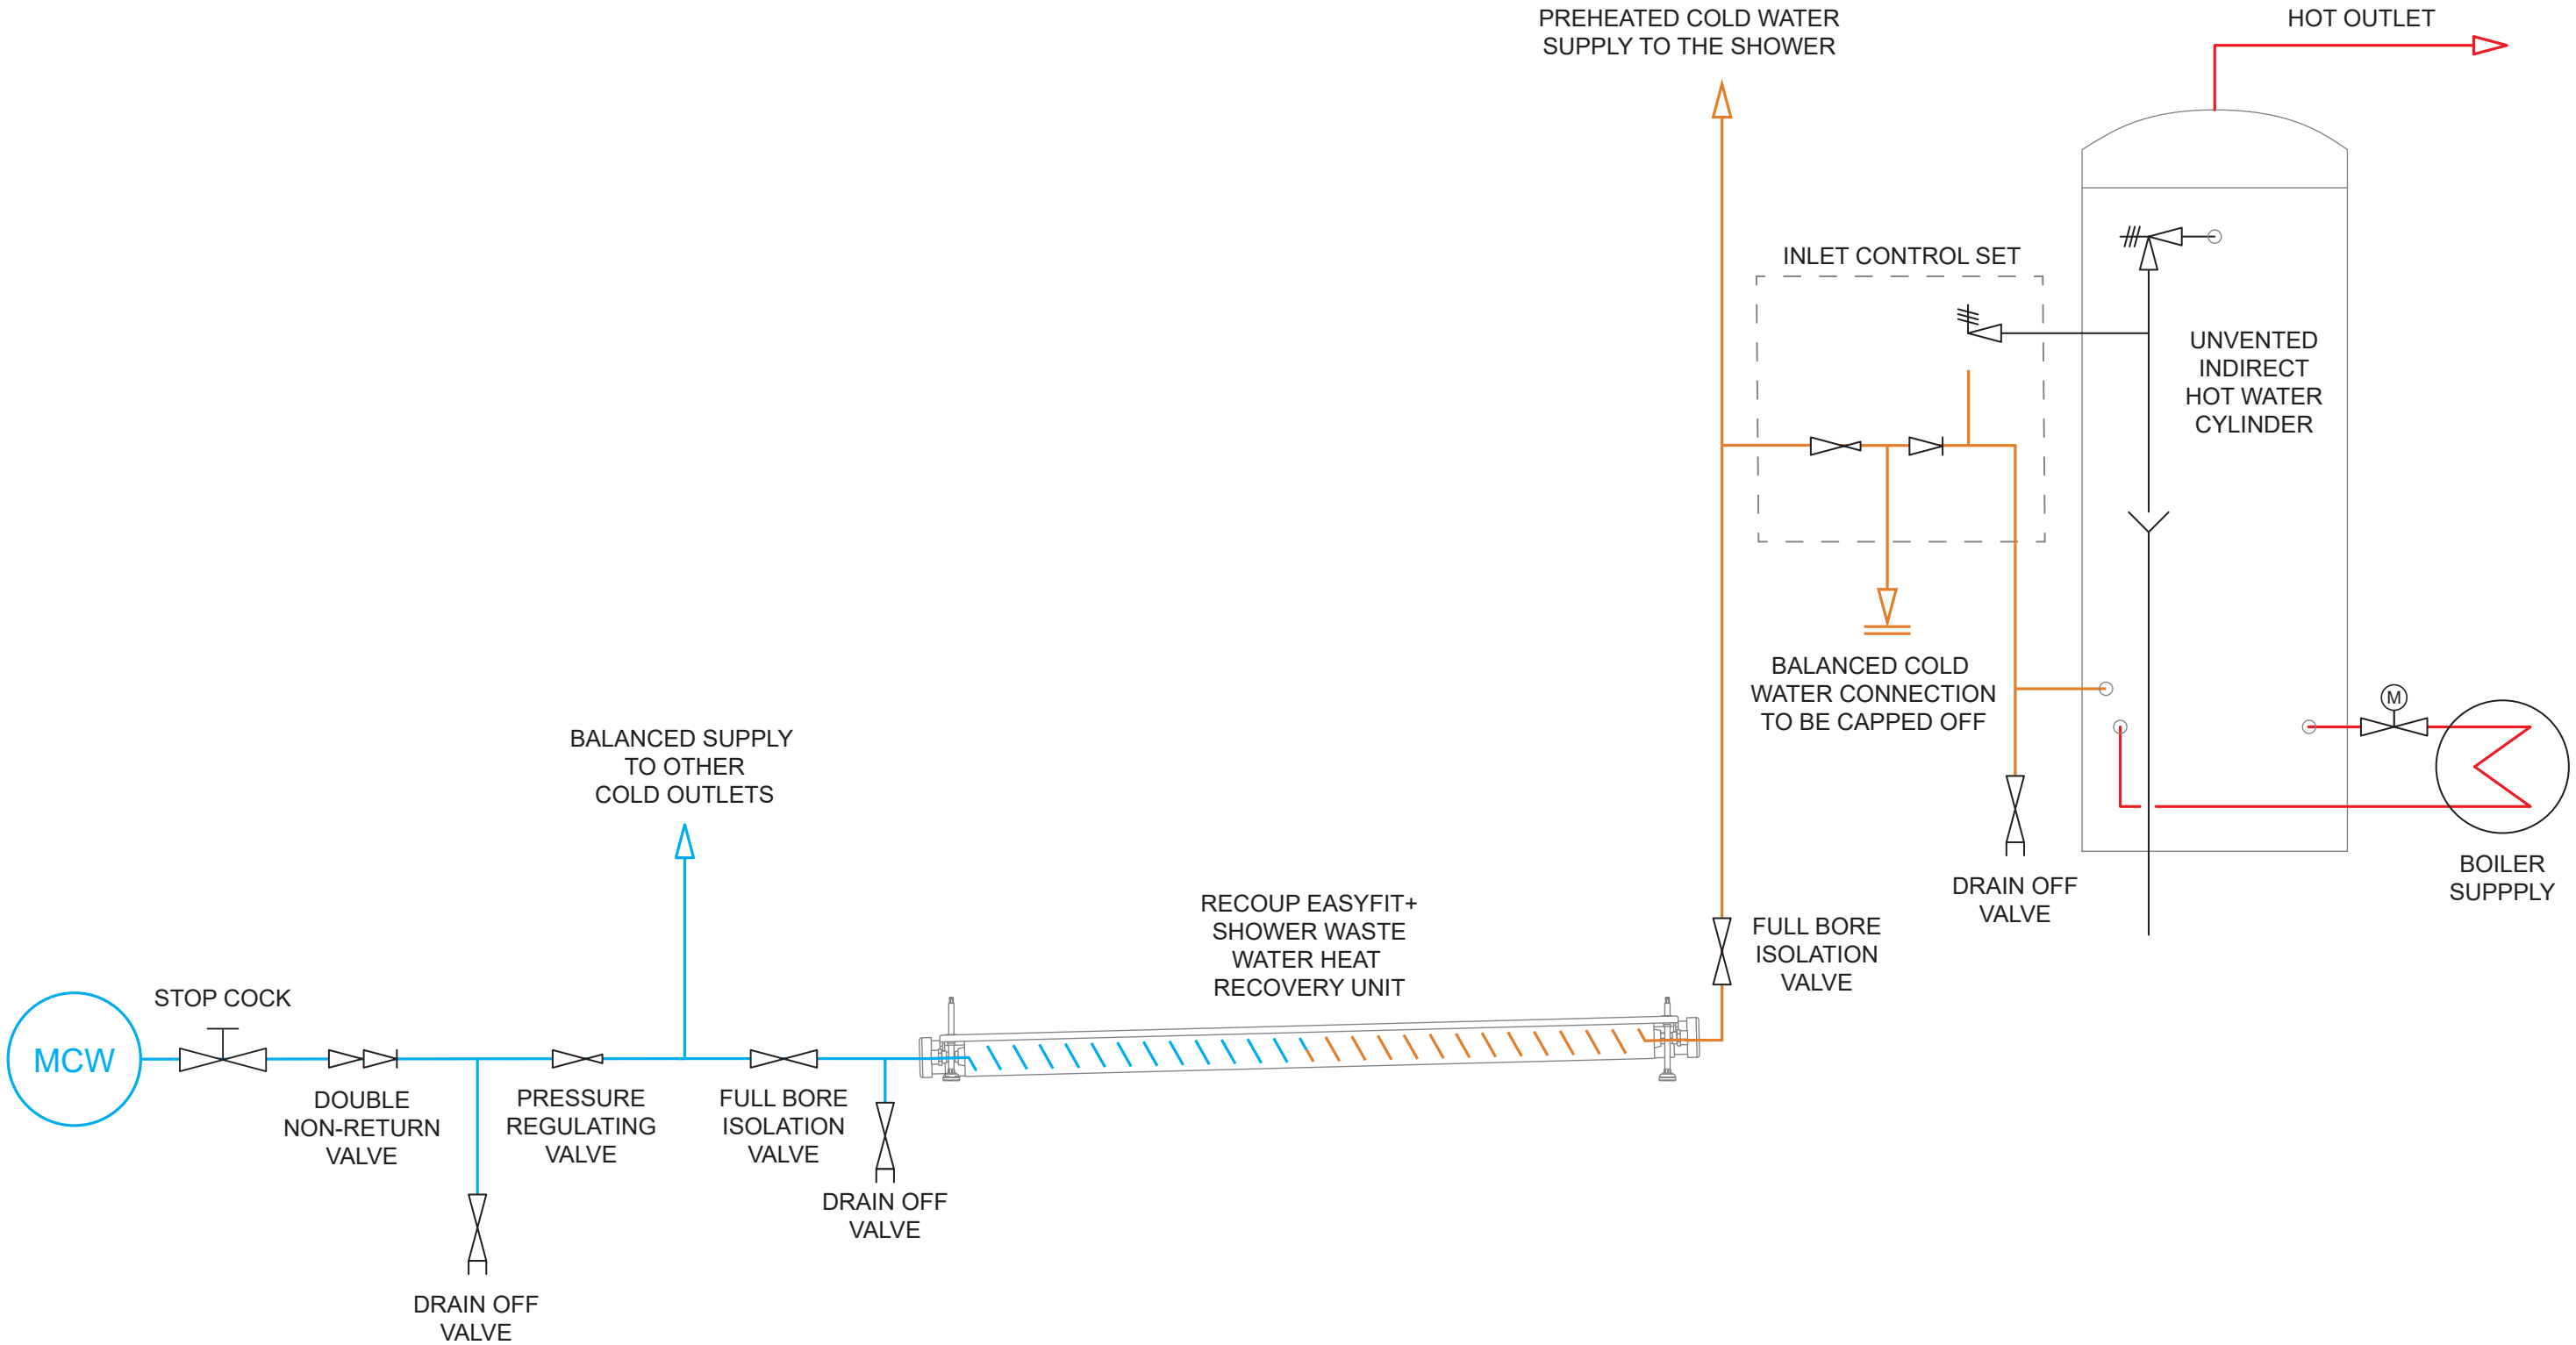 PREHEATED COLD WATER
SUPPLY TO THE SHOWER
HOT OUTLET
INLET CONTROL SET
UNVENTED
INDIRECT
HOT WATER
CYLINDER
BALANCED COLD
WATER CONNECTION
TO BE CAPPED OFF
M
BALANCED SUPPLY
TO OTHER
COLD OUTLETS
BOILER
SUPPPLY
DRAIN OFF
VALVE
RECOUP EASYFIT+
SHOWER WASTE
WATER HEAT
RECOVERY UNIT
FULL BORE
ISOLATION
VALVE
STOP COCK
MCW
DOUBLE
NON-RETURN
VALVE
PRESSURE
REGULATING
VALVE
FULL BORE
ISOLATION
VALVE
DRAIN OFF
VALVE
DRAIN OFF
VALVE